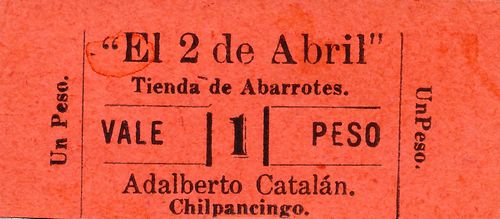 "El 2 de Abril"
Tienda de Abarrotes.
VALE 1 PESO
Adalberto Catalán.
Chilpancingo.
Un Peso.
UnPeso.